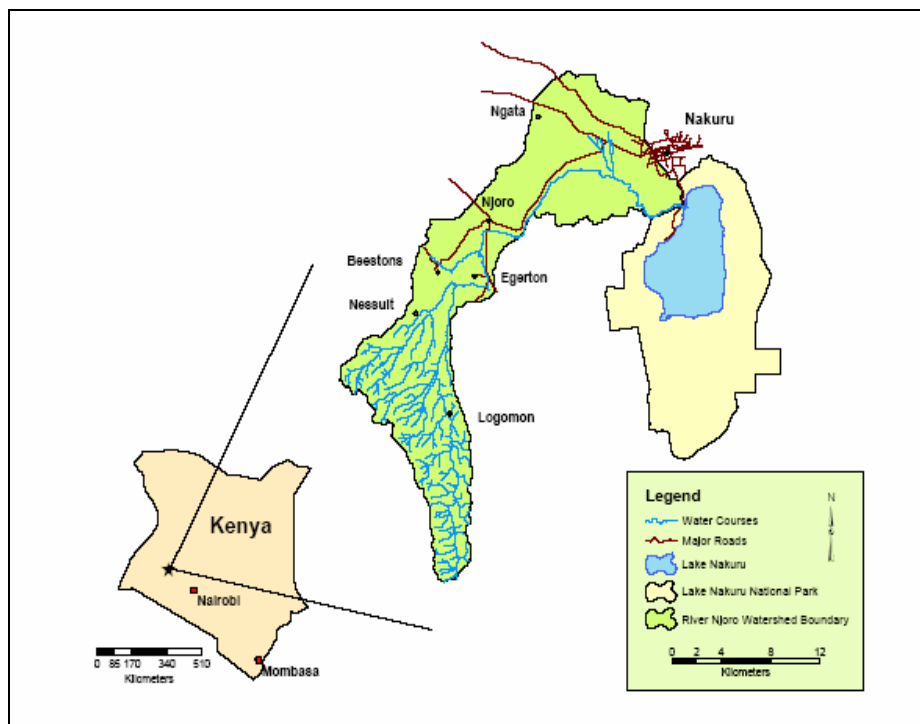 Ngata
Nakuru
Njoro
Beestons
Egerton
Nessuit
Logomon
Kenya
Nairobi
Mombasa
0 85 170 340 510
Kilometers
Legend
N
Water Courses
Major Roads
Lake Nakuru
Lake Nakuru National Park
River Njoro Watershed Boundary
0 2 4 8 12
Kilometers